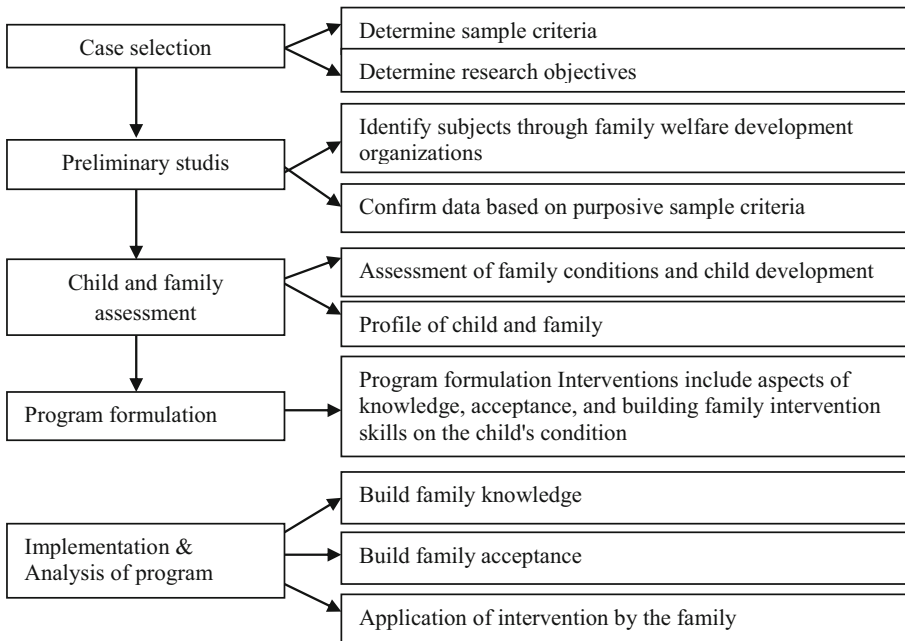 Case selection
Determine sample criteria
Determine research objectives
Preliminary studis
Identify subjects through family welfare development
organizations
Confirm data based on purposive sample criteria
Child and family
assessment
Assessment of family conditions and child development
Profile of child and family
Program formulation
Program formulation Interventions include aspects of
knowledge, acceptance, and building family intervention
skills on the child's condition
Implementation &
Analysis of program
Build family knowledge
Build family acceptance
Application of intervention by the family